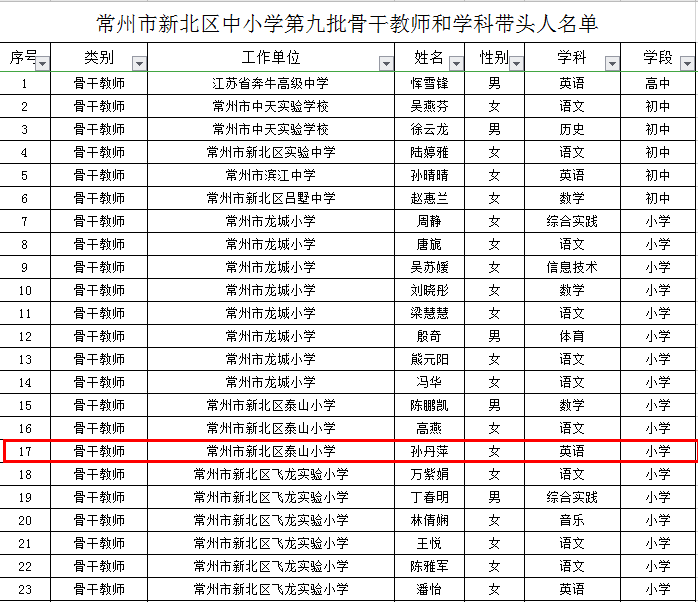 常州市新北区中小学第九批骨干教师和学科带头人名单
序号 类别 工作单位 姓名 性别 学科 学段
1 骨干教师 江苏省奔牛高级中学 恽雪锋 男 英语 高中
2 骨干教师 常州市中天实验学校 吴燕芬 女 语文 初中
3 骨干教师 常州市中天实验学校 徐云龙 男 历史 初中
4 骨干教师 常州市新北区实验中学 陆婷雅 女 语文 初中
5 骨干教师 常州市滨江中学 孙晴晴 女 英语 初中
6 骨干教师 常州市新北区吕墅中学 赵惠兰 女 数学 初中
7 骨干教师 常州市龙城小学 周静 女 综合实践 小学
8 骨干教师 常州市龙城小学 唐旎 女 语文 小学
9 骨干教师 常州市龙城小学 吴苏媛 女 信息技术 小学
10 骨干教师 常州市龙城小学 刘晓彤 女 数学 小学
11 骨干教师 常州市龙城小学 梁慧慧 女 语文 小学
12 骨干教师 常州市龙城小学 殷奇 男 体育 小学
13 骨干教师 常州市龙城小学 熊元阳 女 语文 小学
14 骨干教师 常州市龙城小学 冯华 女 语文 小学
15 骨干教师 常州市新北区泰山小学 陈鹏凯 男 数学 小学
16 骨干教师 常州市新北区泰山小学 高燕 女 语文 小学
17 骨干教师 常州市新北区泰山小学 孙丹萍 女 英语 小学
18 骨干教师 常州市新北区飞龙实验小学 万紫娟 女 语文 小学
19 骨干教师 常州市新北区飞龙实验小学 丁春明 男 综合实践 小学
20 骨干教师 常州市新北区飞龙实验小学 林倩娴 女 音乐 小学
21 骨干教师 常州市新北区飞龙实验小学 王悦 女 语文 小学
22 骨干教师 常州市新北区飞龙实验小学 陈雅军 女 语文 小学
23 骨干教师 常州市新北区飞龙实验小学 潘怡 女 英语 小学